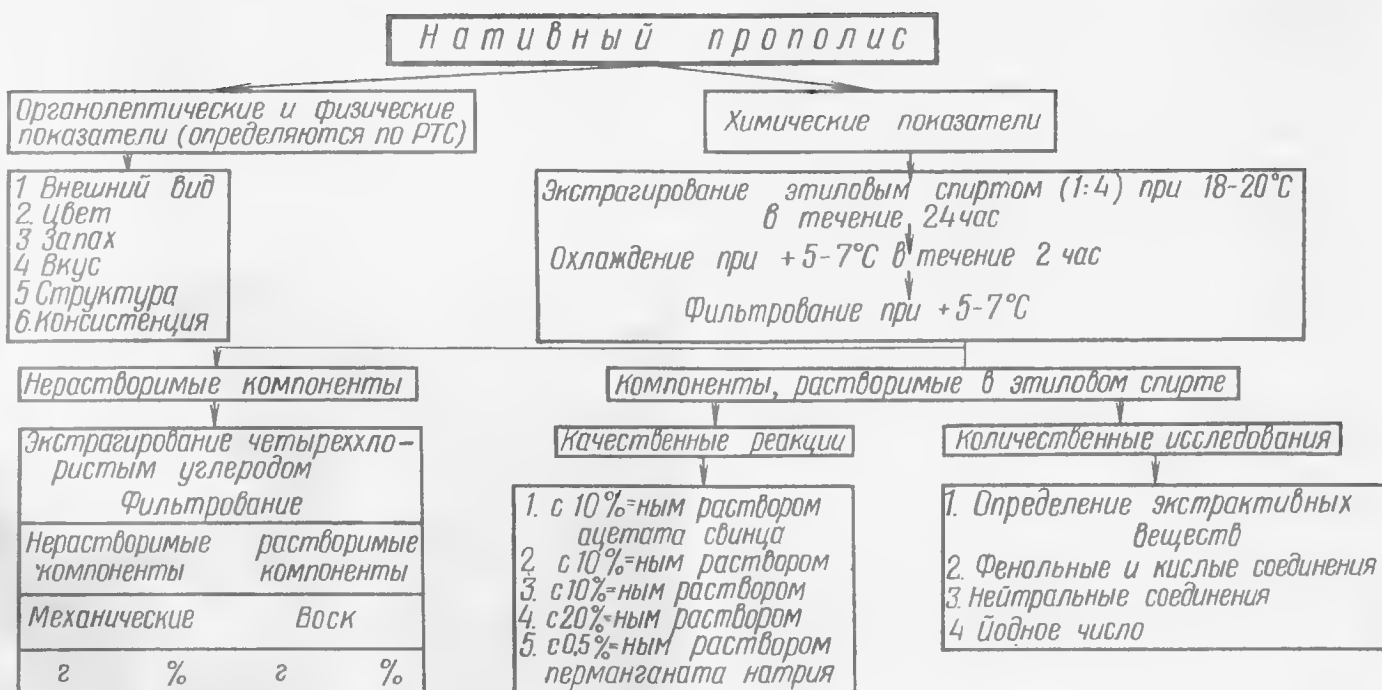 Нативный прополис
Органолептические и физические
показатели (определяются по РТС)
1 Внешний вид
2. Цвет
3 Запах
4 Вкус
5 Структура
6. Консистенция
Химические показатели
Экстрагирование этиловым спиртом (1:4) при 18-20°С
в течение 24 час
Охлаждение при +5-7°С в течение 2 час
Фильтрование при +5-7°С
Нерастворимые компоненты
Экстрагирование четыреххло-
ристым углеродом
Фильтрование
Нерастворимые растворимые
компоненты компоненты
Механические Воск
г % г %
Компоненты, растворимые в этиловом спирте
Качественные реакции
1. с 10%=ным раствором
ацетата свинца
2 с 10%=ным раствором
3. с10%=ным раствором
4. с20%=ным раствором
5. с0,5%=ным раствором
перманганата натрия
Количественные исследования
1. Определение экстрактивных
веществ
2. Фенальные и кислые соединения
3. Нейтральные соединения
4 Йодное число